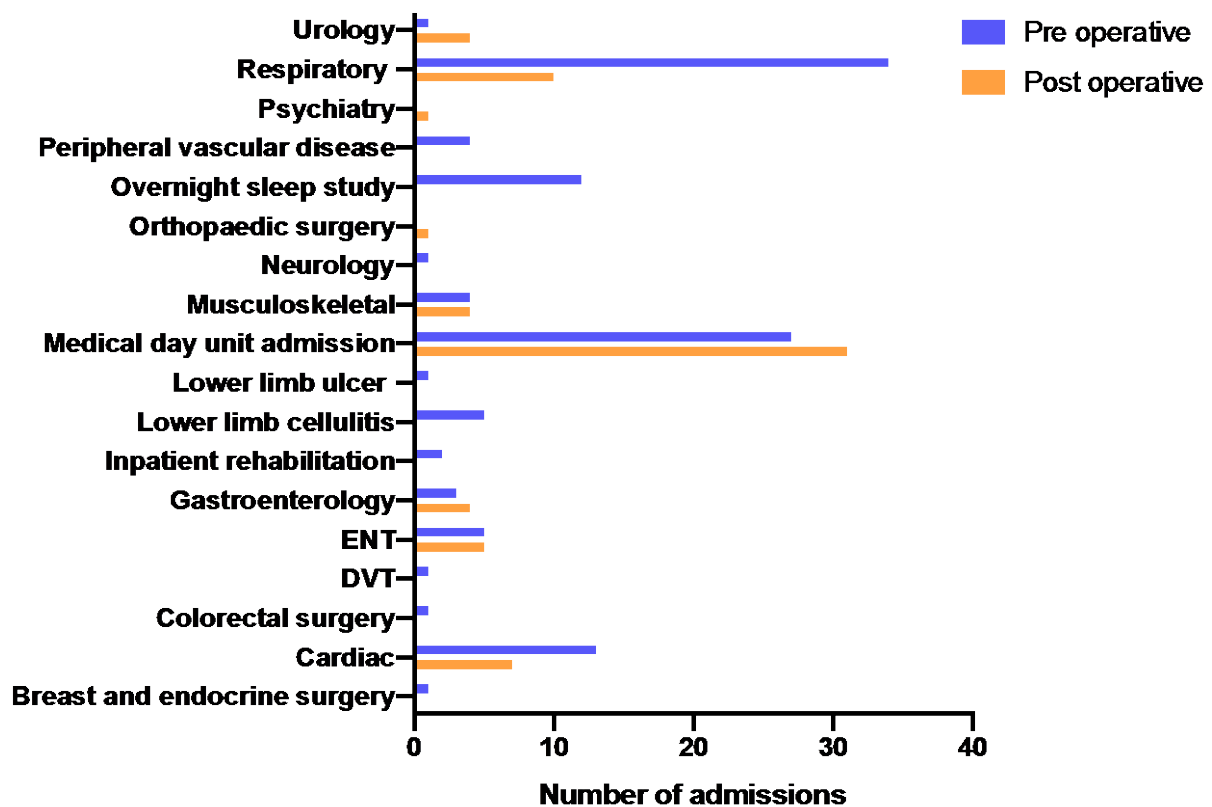 Urology
Respiratory
Psychiatry
Peripheral vascular disease
Overnight sleep study
Orthopaedic surgery
Neurology
Musculoskeletal
Medical day unit admission
Lower limb ulcer
Lower limb cellulitis
Inpatient rehabilitation
Gastroenterology
ENT
DVT
Colorectal surgery
Cardiac
Breast and endocrine surgery
0 10 20 30 40
Number of admissions
Pre operative
Post operative